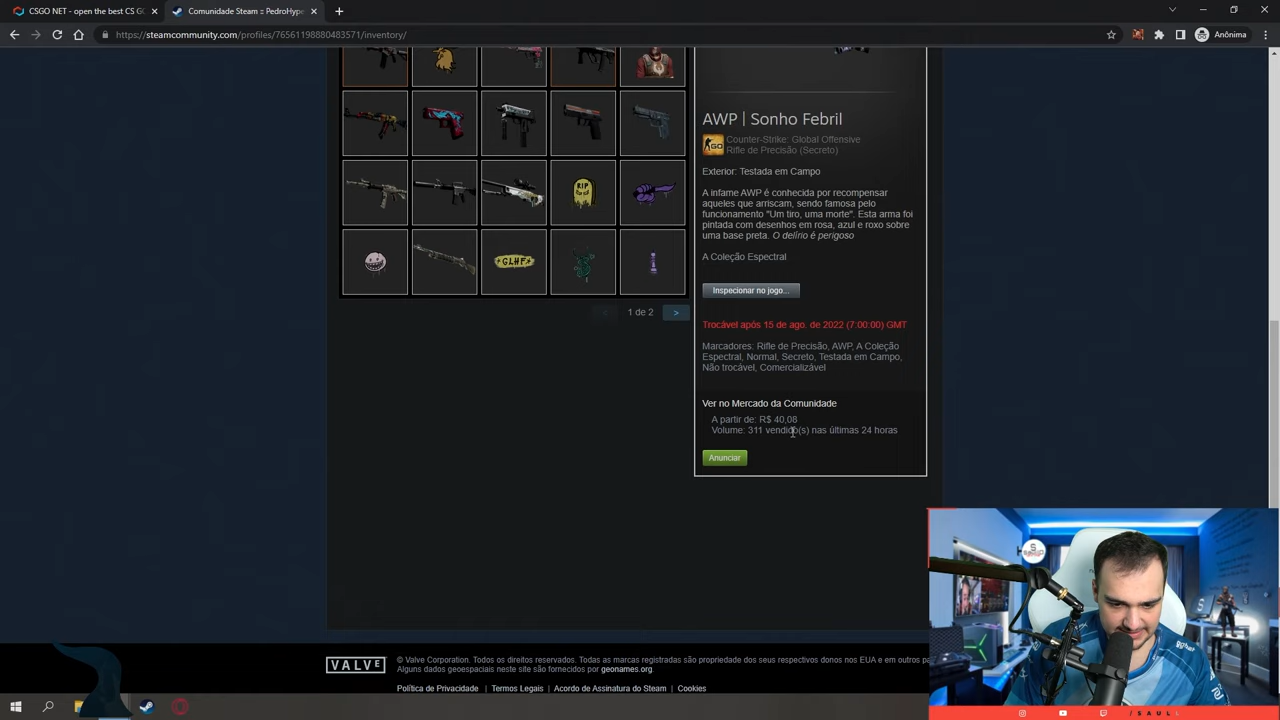 CSGO NET - open the best CS GO
Comunidade Steam :: PedroHype
https://steamcommunity.com/profiles/76561198880483571/inventory/
Anônima
AWP | Sonho Febril
Counter-Strike: Global Offensive
Rifle de Precisão (Secreto)
Exterior: Testada em Campo
A infame AWP é conhecida por recompensar
aqueles que arriscam, sendo famosa pelo
funcionamento "Um tiro, uma morte". Esta arma foi
pintada com desenhos em rosa, azul e roxo sobre
uma base preta. O delírio é perigoso
A Coleção Espectral
Inspecionar no jogo...
Trocável após 15 de ago. de 2022 (7:00:00) GMT
Marcadores: Rifle de Precisão, AWP, A Coleção
Espectral, Normal, Secreto, Testada em Campo,
Não trocável, Comercializável
Ver no Mercado da Comunidade
A partir de: R$ 40,08
Volume: 311 vendido(s) nas últimas 24 horas
Anunciar
RIP
GLHF
< 1 de 2 >
VALVE
© Valve Corporation. Todos os direitos reservados. Todas as marcas registradas são propriedade dos seus respectivos donos nos EUA e em outros pa
Alguns dados geoespaciais neste site são fornecidos por geonames.org.
Política de Privacidade | Termos Legais | Acordo de Assinatura do Steam | Cookies
/ S A U L